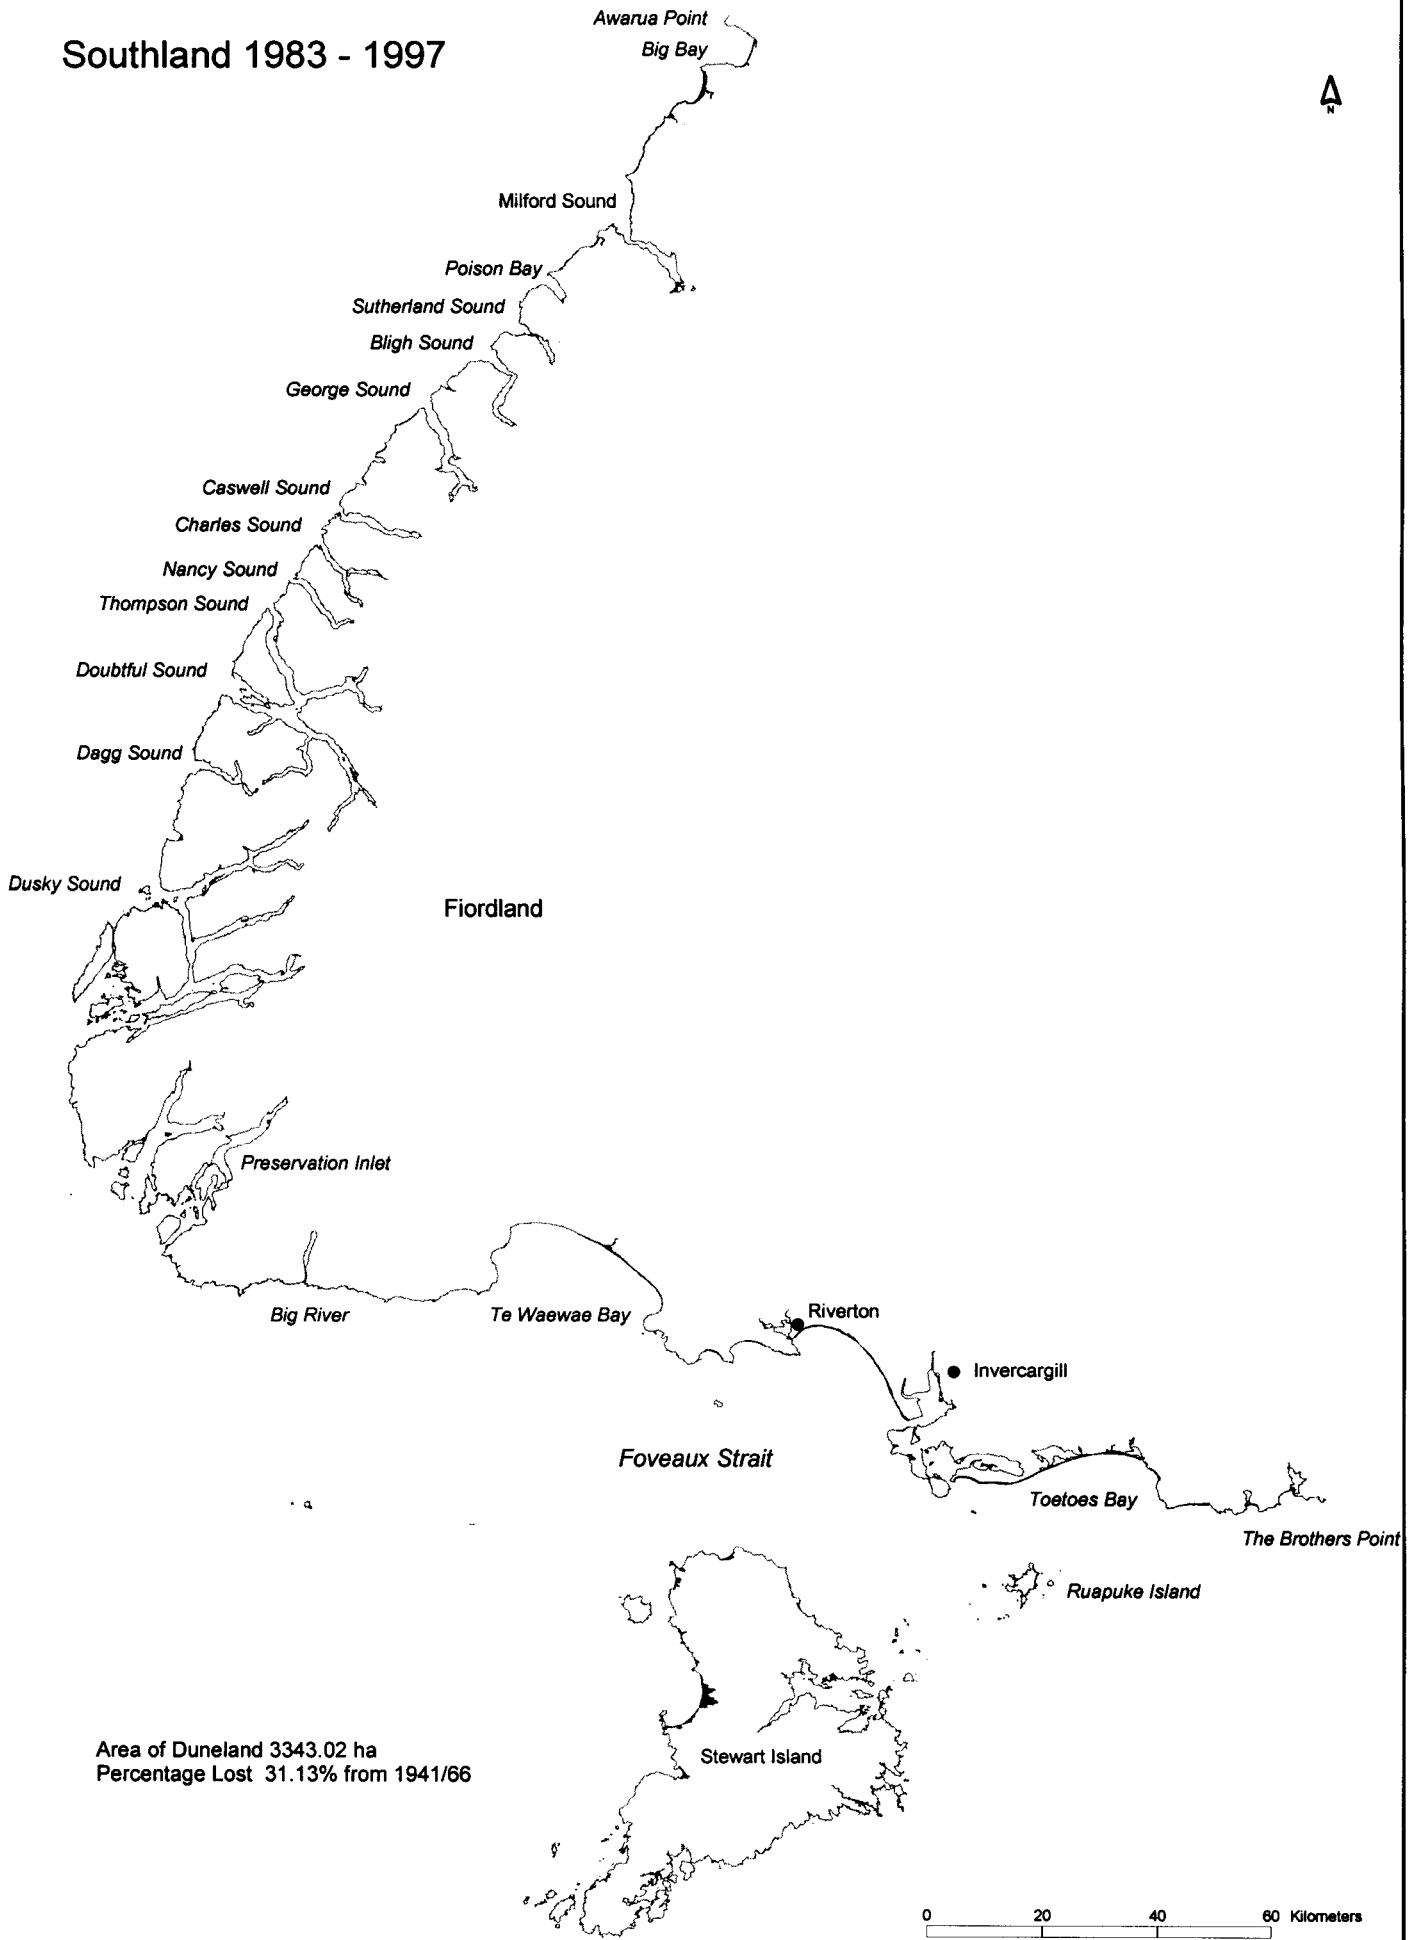 Awarua Point
Southland 1983 - 1997
Big Bay
N
Milford Sound
Poison Bay
Sutherland Sound
Bligh Sound
George Sound
Caswell Sound
Charles Sound
Nancy Sound
Thompson Sound
Doubtful Sound
Dagg Sound
Dusky Sound
Fiordland
Preservation Inlet
Big River
Te Waewae Bay
Riverton
Invercargill
Foveaux Strait
Toetoes Bay
The Brothers Point
Ruapuke Island
Stewart Island
Area of Duneland 3343.02 ha
Percentage Lost 31.13% from 1941/66
0 20 40 60 Kilometers